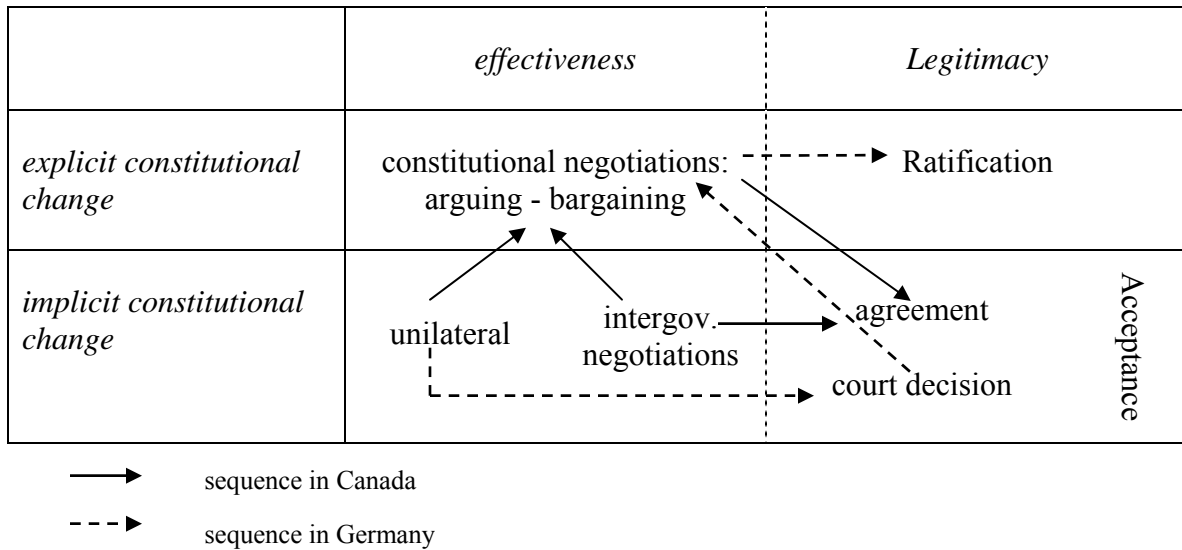 effectiveness
Legitimacy
explicit constitutional
change
constitutional negotiations:
arguing - bargaining
Ratification
implicit constitutional
change
unilateral
intergov.
negotiations
agreement
court decision
Acceptance
sequence in Canada
sequence in Germany